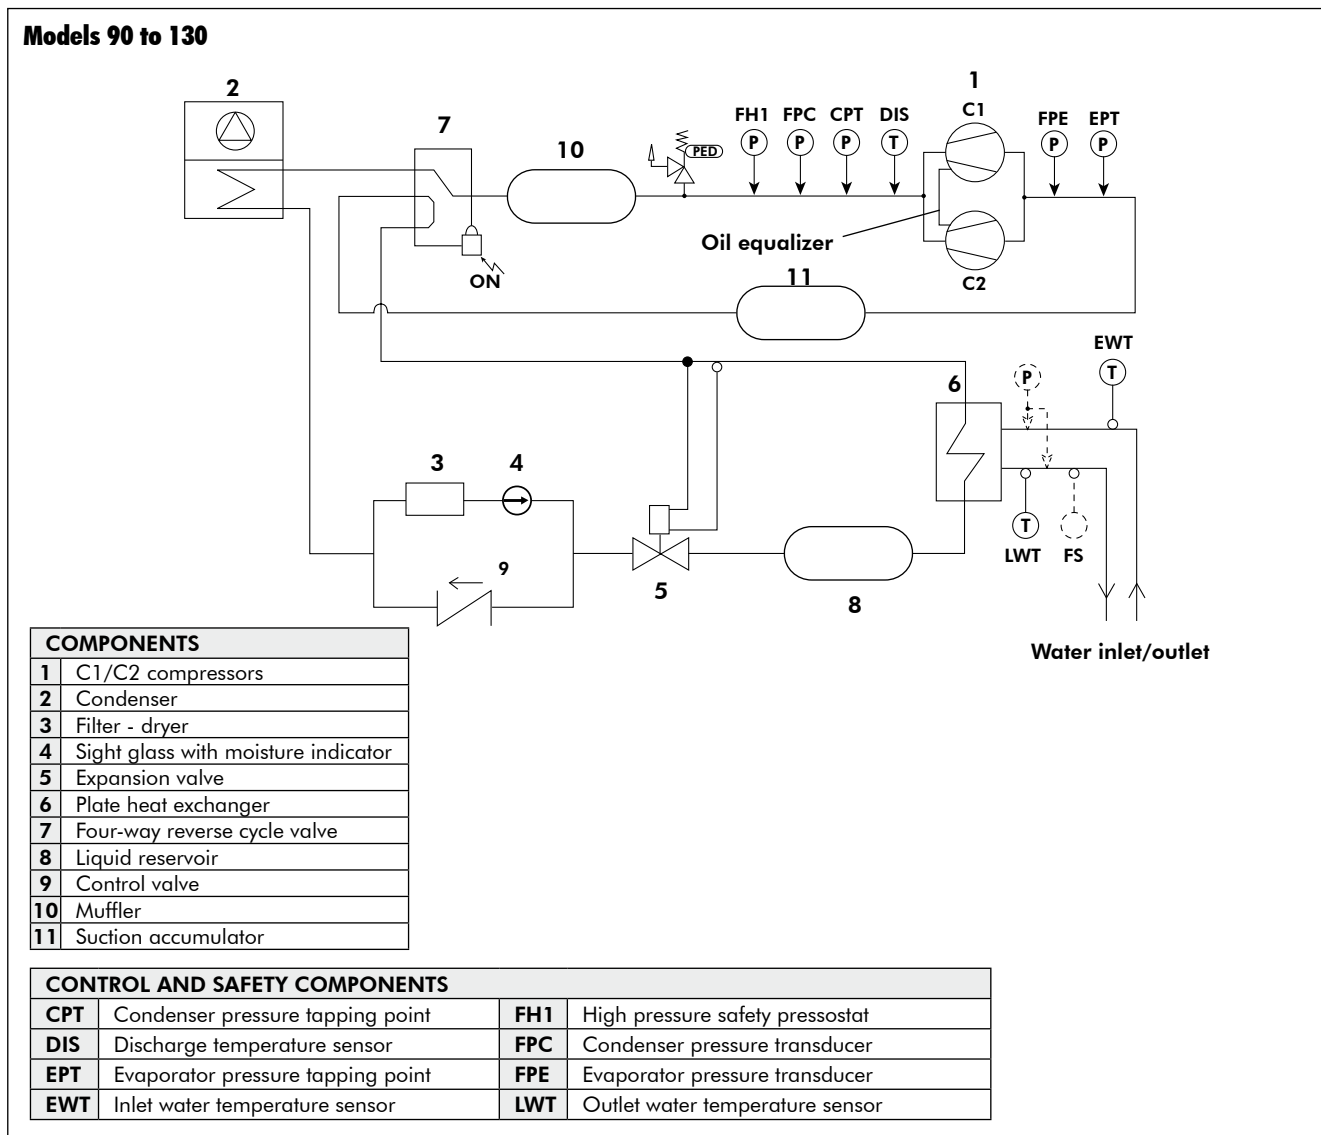 Models 90 to 130
1
2
C1
FH1 FPC CPT DIS
FPE EPT
7
P P P T
P P
10
PED
Oil equalizer
ON
11
C2
EWT
6
P
T
3
4
T
LWT
FS
9
5
8
Water inlet/outlet
COMPONENTS
1 C1/C2 compressors
2 Condenser
3 Filter - dryer
4 Sight glass with moisture indicator
5 Expansion valve
6 Plate heat exchanger
7 Four-way reverse cycle valve
8 Liquid reservoir
9 Control valve
10 Muffler
11 Suction accumulator
CONTROL AND SAFETY COMPONENTS
CPT Condenser pressure tapping point FH1 High pressure safety pressostat
DIS Discharge temperature sensor FPC Condenser pressure transducer
EPT Evaporator pressure tapping point FPE Evaporator pressure transducer
EWT Inlet water temperature sensor LWT Outlet water temperature sensor